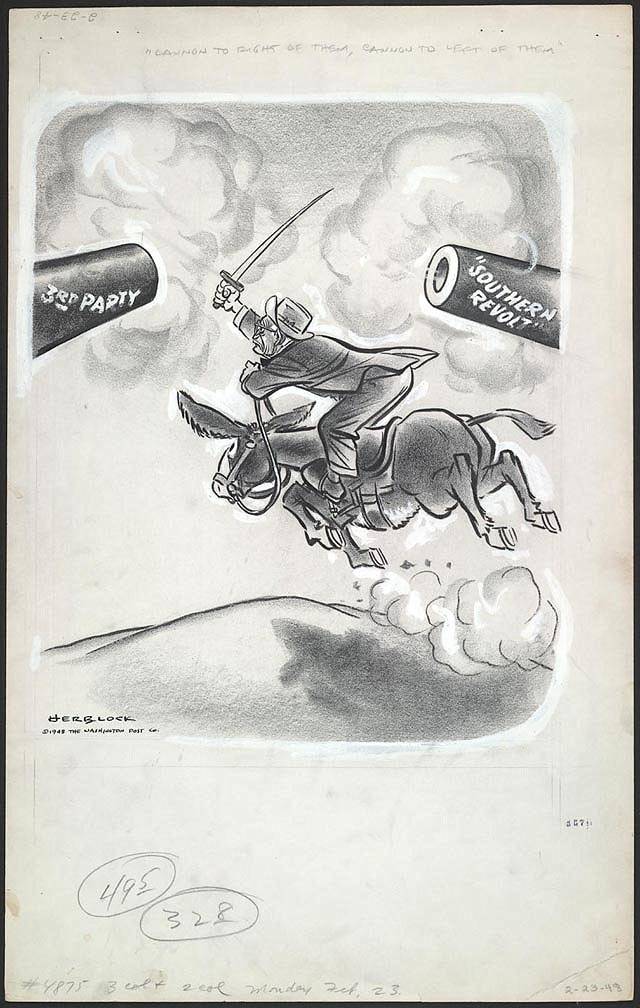 "CANNON TO RIGHT OF THEM, CANNON TO LEFT OF THEM"
3RD PARTY
"SOUTHERN
REVOLT"
HERBLOCK
©1948 THE WASHINGTON POST CO.
495
328
#4875 3 col + 2 col Monday Feb, 23.
2-23-48